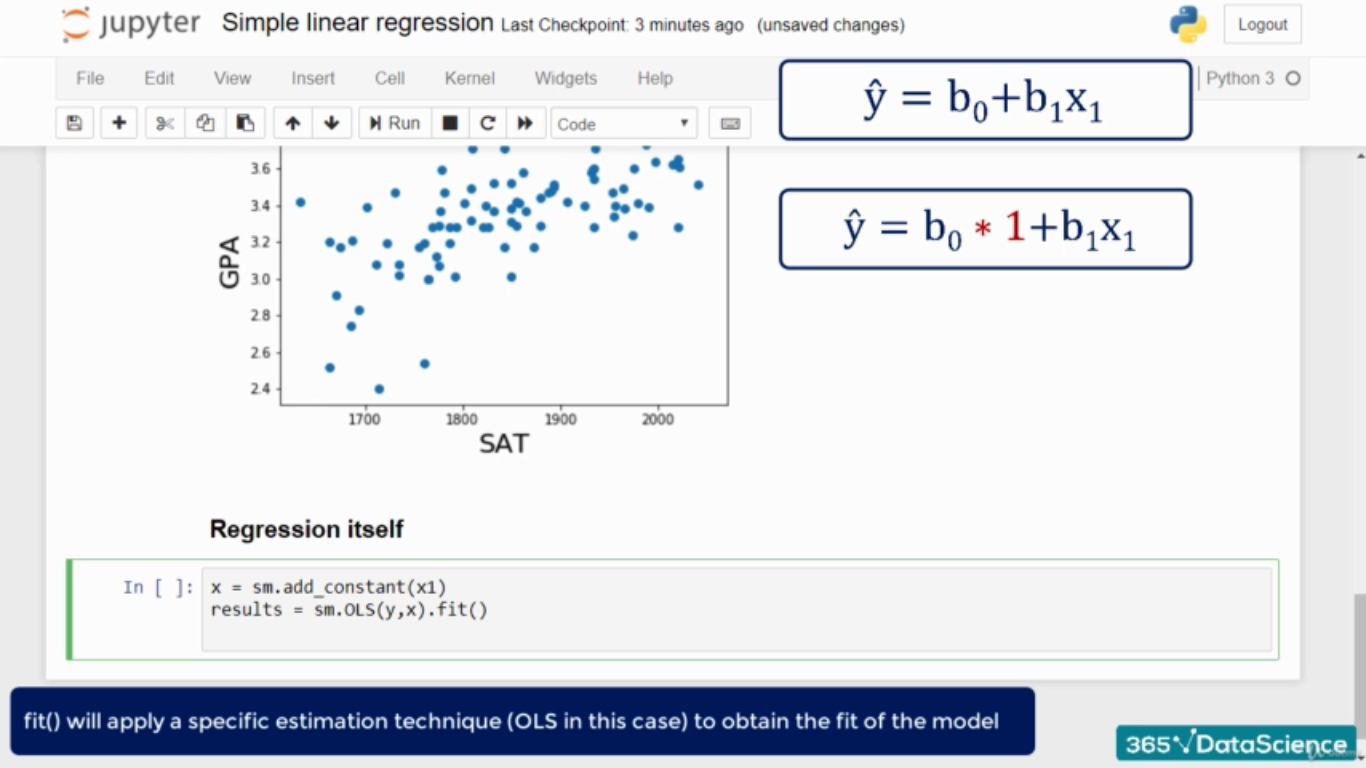 jupyter Simple linear regression Last Checkpoint: 3 minutes ago (unsaved changes) Logout
File Edit View Insert Cell Kernel Widgets Help Python 3
Run Code
ŷ = b₀+b₁x₁
ŷ = b₀ * 1+b₁x₁
3.6
3.4
3.2
3.0
2.8
2.6
2.4
GPA
1700 1800 1900 2000
SAT
Regression itself
In [ ]: x = sm.add_constant(x1)
results = sm.OLS(y,x).fit()
fit() will apply a specific estimation technique (OLS in this case) to obtain the fit of the model
365 DataScience